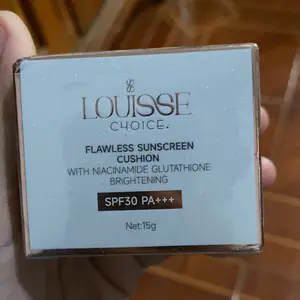 LOUISSE
CHOICE.
FLAWLESS SUNSCREEN
CUSHION
WITH NIACINAMIDE GLUTATHIONE
BRIGHTENING
SPF30 PA+++
Net:15g